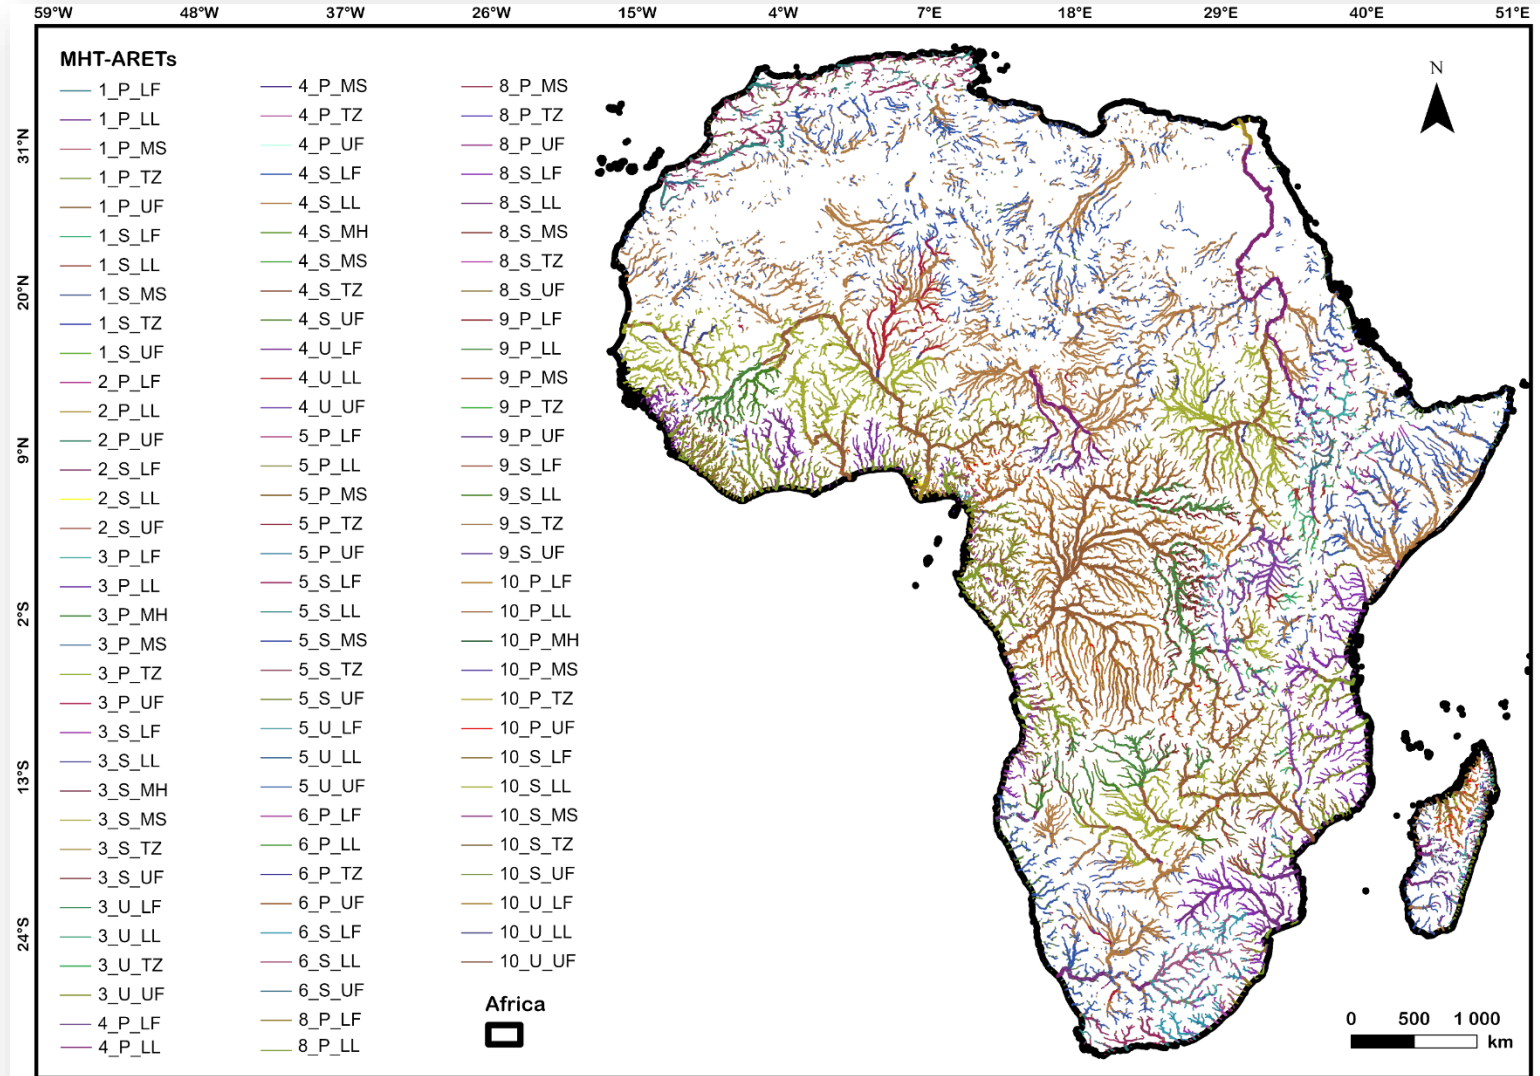 59°W 48°W 37°W 26°W 15°W 4°W 7°E 18°E 29°E 40°E 51°E
MHT-ARETs
1_P_LF
1_P_LL
1_P_MS
1_P_TZ
1_P_UF
1_S_LF
1_S_LL
1_S_MS
1_S_TZ
1_S_UF
2_P_LF
2_P_LL
2_P_UF
2_S_LF
2_S_LL
2_S_UF
3_P_LF
3_P_LL
3_P_MH
3_P_MS
3_P_TZ
3_P_UF
3_S_LF
3_S_LL
3_S_MH
3_S_MS
3_S_TZ
3_S_UF
3_U_LF
3_U_LL
3_U_TZ
3_U_UF
4_P_LF
4_P_LL
4_P_MS
4_P_TZ
4_P_UF
4_S_LF
4_S_LL
4_S_MH
4_S_MS
4_S_TZ
4_S_UF
4_U_LF
4_U_LL
4_U_UF
5_P_LF
5_P_LL
5_P_MS
5_P_TZ
5_P_UF
5_S_LF
5_S_LL
5_S_MS
5_S_TZ
5_S_UF
5_U_LF
5_U_LL
5_U_UF
6_P_LF
6_P_LL
6_P_TZ
6_P_UF
6_S_LF
6_S_LL
6_S_UF
8_P_LF
8_P_LL
8_P_MS
8_P_TZ
8_P_UF
8_S_LF
8_S_LL
8_S_MS
8_S_TZ
8_S_UF
9_P_LF
9_P_LL
9_P_MS
9_P_TZ
9_P_UF
9_S_LF
9_S_LL
9_S_TZ
9_S_UF
10_P_LF
10_P_LL
10_P_MH
10_P_MS
10_P_TZ
10_P_UF
10_S_LF
10_S_LL
10_S_MS
10_S_TZ
10_S_UF
10_U_LF
10_U_LL
10_U_UF
Africa
31°N
20°N
9°N
2°S
13°S
24°S
N
0 500 1 000
km